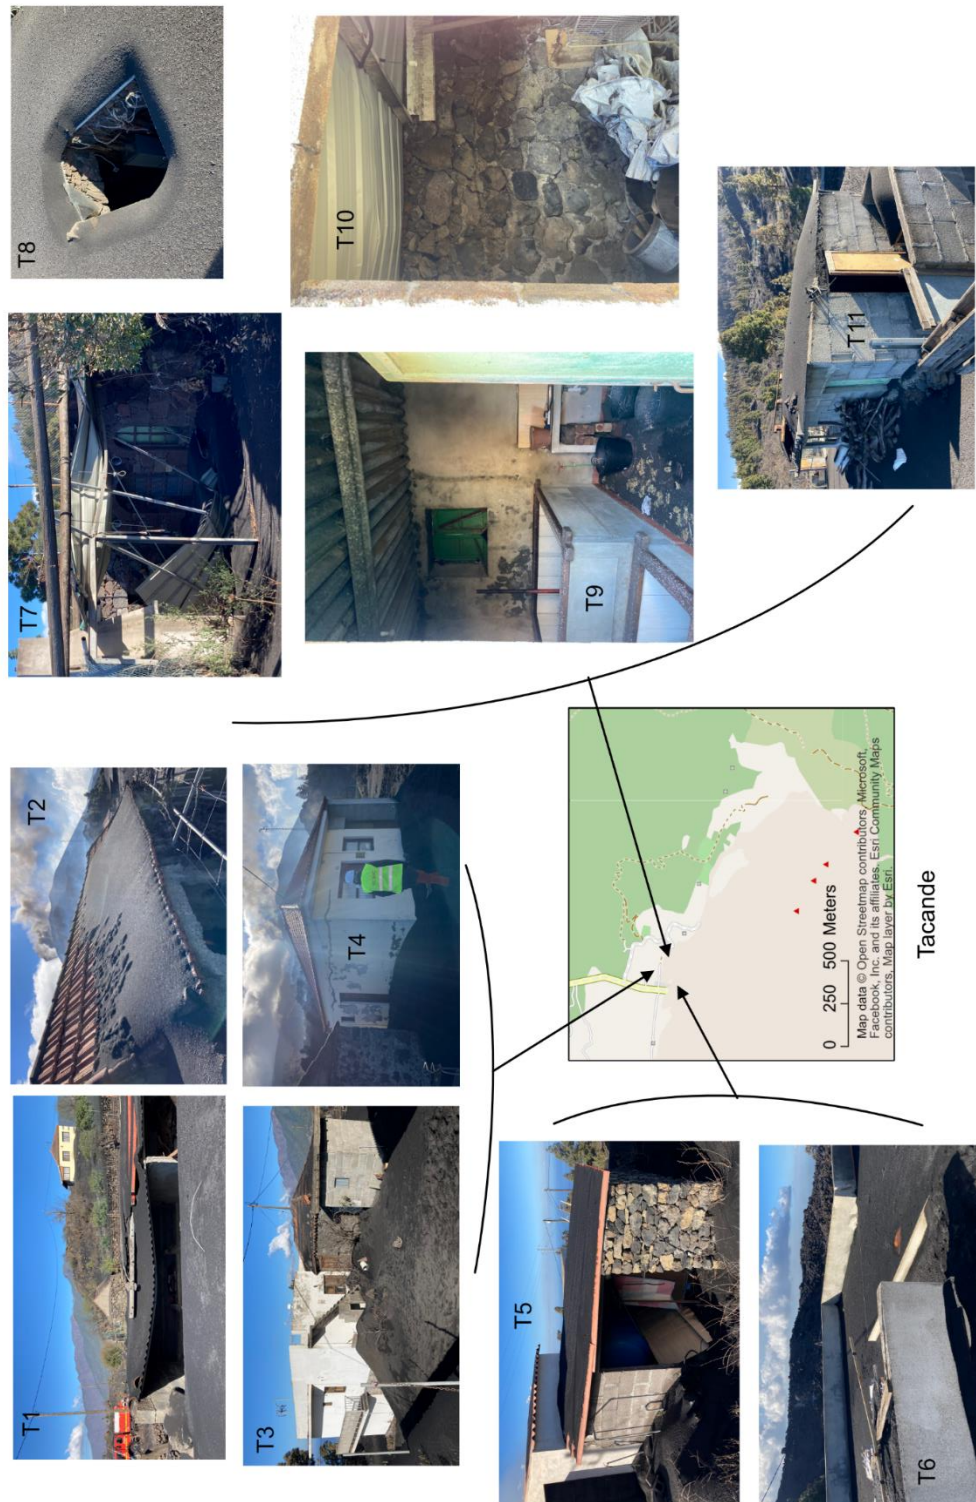 T1
T2
T3
T4
T5
T6
T7
T8
T9
T10
T11
0 250 500 Meters
Map data © Open Streetmap contributors, Microsoft,
Facebook, Inc. and its affiliates, Esri Community Maps
contributors, Map layer by Esri.
Tacande